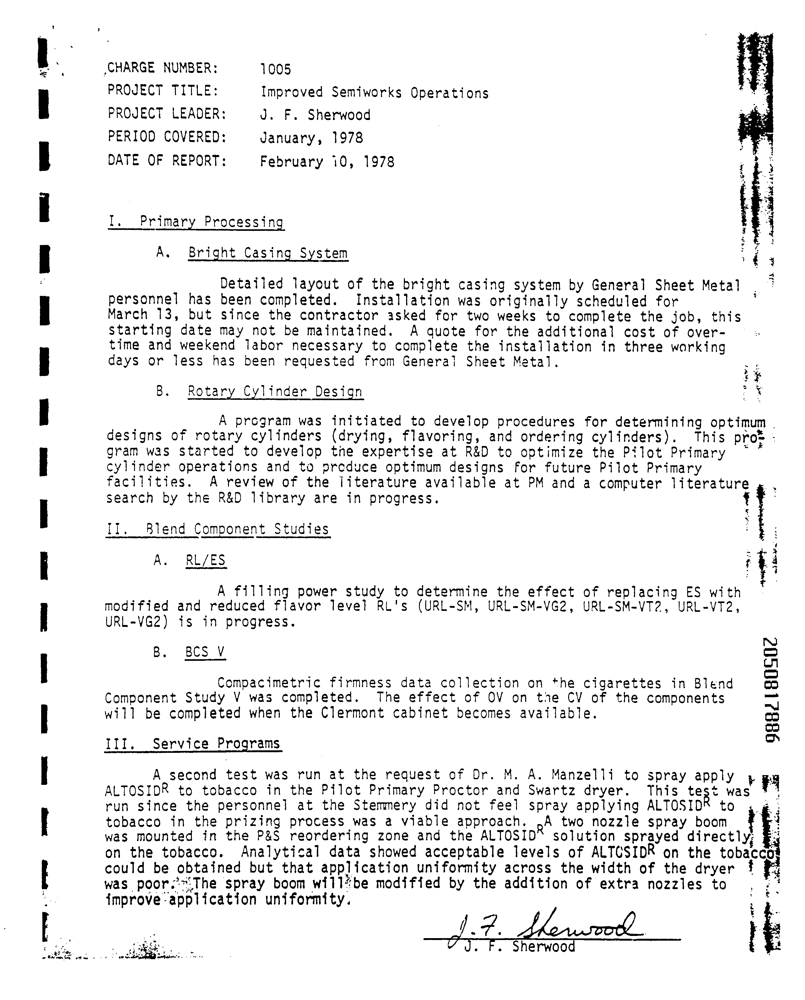 CHARGE NUMBER: 1005
PROJECT TITLE: Improved Semiworks Operations
PROJECT LEADER: J. F. Sherwood
PERIOD COVERED: January, 1978
DATE OF REPORT: February 10, 1978
I. Primary Processing
A. Bright Casing System
Detailed layout of the bright casing system by General Sheet Metal
personnel has been completed. Installation was originally scheduled for
March 13, but since the contractor asked for two weeks to complete the job, this
starting date may not be maintained. A quote for the additional cost of over-
time and weekend labor necessary to complete the installation in three working
days or less has been requested from General Sheet Metal.
B. Rotary Cylinder Design
A program was initiated to develop procedures for determining optimum
designs of rotary cylinders (drying, flavoring, and ordering cylinders). This pro-
gram was started to develop the expertise at R&D to optimize the Pilot Primary
cylinder operations and to produce optimum designs for future Pilot Primary
facilities. A review of the literature available at PM and a computer literature
search by the R&D library are in progress.
II. Blend Component Studies
A. RL/ES
A filling power study to determine the effect of replacing ES with
modified and reduced flavor level RL's (URL-SM, URL-SM-VG2, URL-SM-VT2, URL-VT2,
URL-VG2) is in progress.
B. BCS V
Compacimetric firmness data collection on the cigarettes in Blend
Component Study V was completed. The effect of OV on the CV of the components
will be completed when the Clermont cabinet becomes available.
III. Service Programs
A second test was run at the request of Dr. M. A. Manzelli to spray apply
ALTOSIDR to tobacco in the Pilot Primary Proctor and Swartz dryer. This test was
run since the personnel at the Stemmery did not feel spray applying ALTOSIDR to
tobacco in the prizing process was a viable approach. A two nozzle spray boom
was mounted in the P&S reordering zone and the ALTOSIDR solution sprayed directly
on the tobacco. Analytical data showed acceptable levels of ALTOSIDR on the tobacco
could be obtained but that application uniformity across the width of the dryer
was poor. The spray boom will be modified by the addition of extra nozzles to
improve application uniformity.
J. F. Sherwood
J. F. Sherwood
2050817886